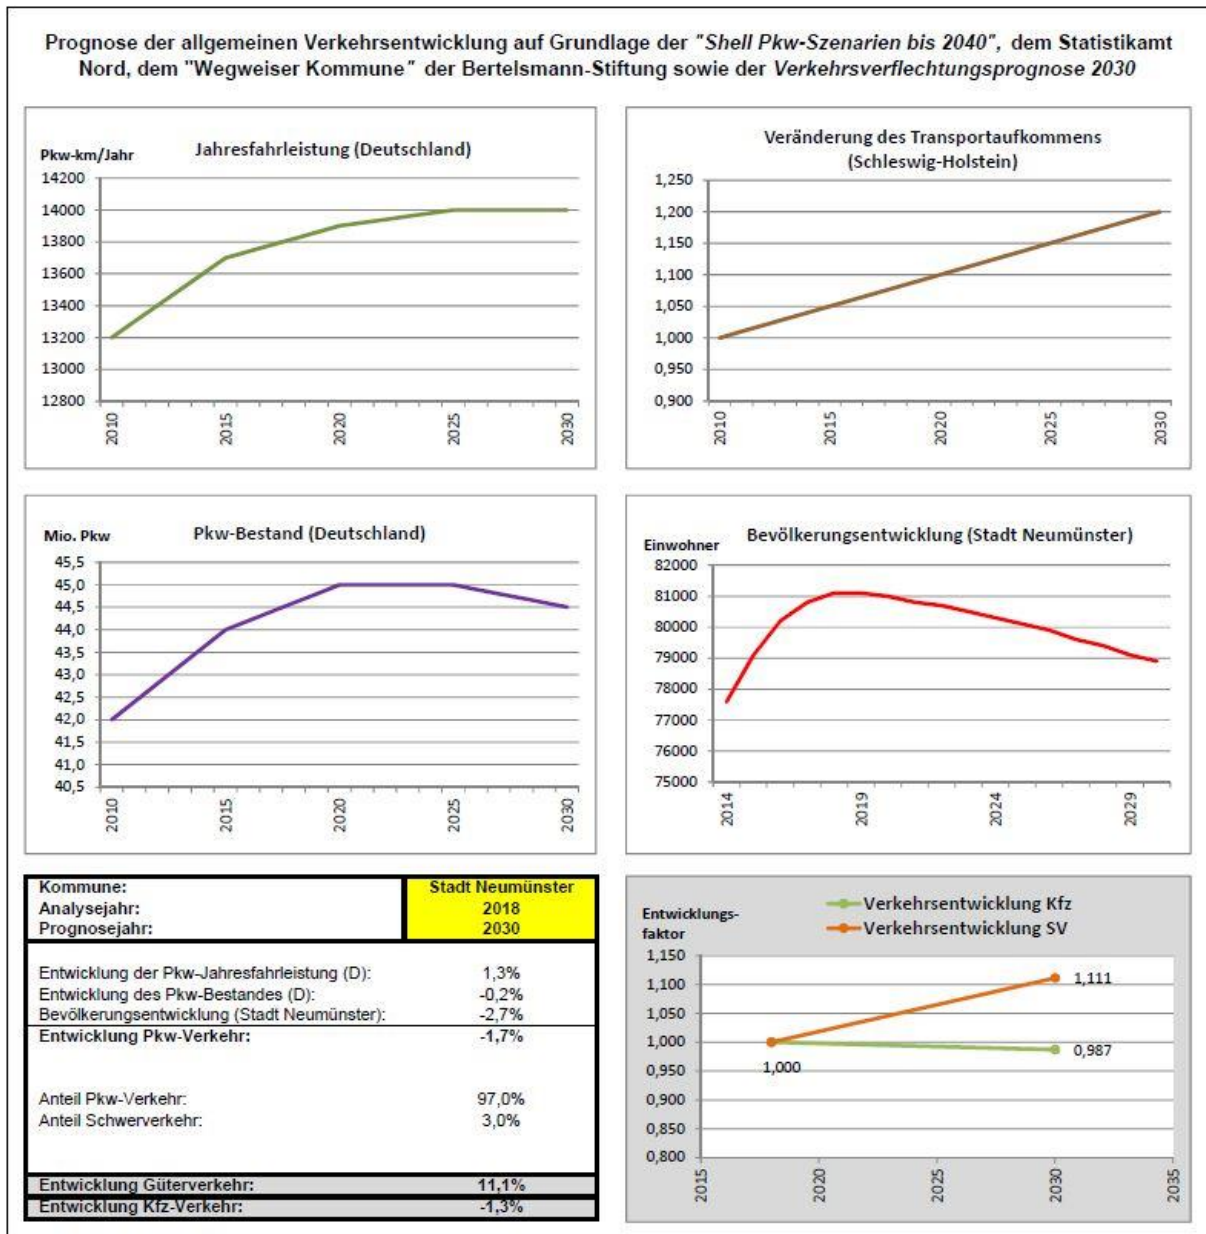 Prognose der allgemeinen Verkehrsentwicklung auf Grundlage der "Shell Pkw-Szenarien bis 2040", dem Statistikamt
Nord, dem "Wegweiser Kommune" der Bertelsmann-Stiftung sowie der Verkehrsverflechtungsprognose 2030
Pkw-km/Jahr
Jahresfahrleistung (Deutschland)
14200
14000
13800
13600
13400
13200
13000
12800
2010
2015
2020
2025
2030
Veränderung des Transportaufkommens
(Schleswig-Holstein)
1,250
1,200
1,150
1,100
1,050
1,000
0,950
0,900
2010
2015
2020
2025
2030
Mio. Pkw
Pkw-Bestand (Deutschland)
45,5
45,0
44,5
44,0
43,5
43,0
42,5
42,0
41,5
41,0
40,5
2010
2015
2020
2025
2030
Einwohner
Bevölkerungsentwicklung (Stadt Neumünster)
82000
81000
80000
79000
78000
77000
76000
75000
2014
2019
2024
2029
Kommune: Stadt Neumünster
Analysejahr: 2018
Prognosejahr: 2030
Entwicklung der Pkw-Jahresfahrleistung (D): 1,3%
Entwicklung des Pkw-Bestandes (D): -0,2%
Bevölkerungsentwicklung (Stadt Neumünster): -2,7%
Entwicklung Pkw-Verkehr: -1,7%
Anteil Pkw-Verkehr: 97,0%
Anteil Schwerverkehr: 3,0%
Entwicklung Güterverkehr: 11,1%
Entwicklung Kfz-Verkehr: -1,3%
Entwicklungs-
faktor
Verkehrsentwicklung Kfz
Verkehrsentwicklung SV
1,150
1,100
1,050
1,000
0,950
0,900
0,850
0,800
1,111
1,000
0,987
2015
2020
2025
2030
2035